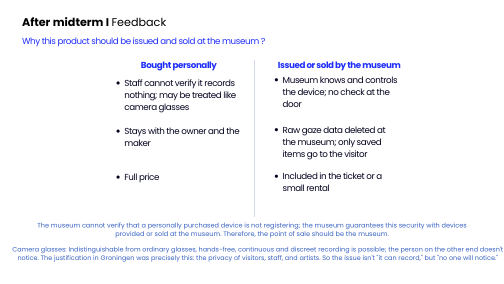 After midterm I Feedback
Why this product should be issued and sold at the museum ?
Bought personally
• Staff cannot verify it records
nothing; may be treated like
camera glasses
• Stays with the owner and the
maker
• Full price
Issued or sold by the museum
• Museum knows and controls
the device; no check at the
door
• Raw gaze data deleted at
the museum; only saved
items go to the visitor
• Included in the ticket or a
small rental
The museum cannot verify that a personally purchased device is not registering; the museum guarantees this security with devices
provided or sold at the museum. Therefore, the point of sale should be the museum.
Camera glasses: Indistinguishable from ordinary glasses, hands-free, continuous and discreet recording is possible; the person on the other end doesn't
notice. The justification in Groningen was precisely this: the privacy of visitors, staff, and artists. So the issue isn't "it can record," but "no one will notice."